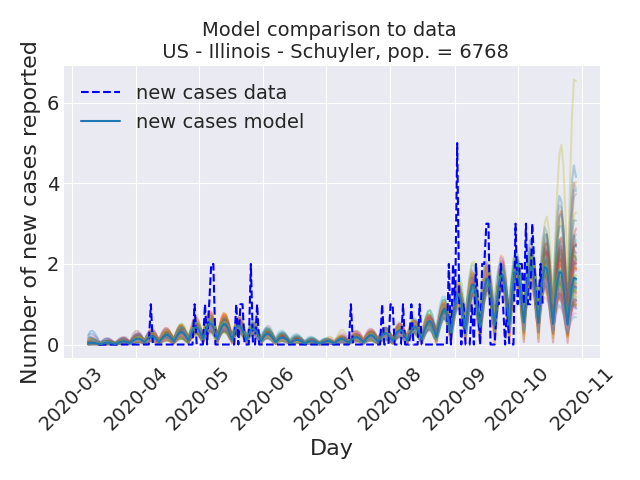 Model comparison to data
US - Illinois - Schuyler, pop. = 6768
Number of new cases reported
new cases data
new cases model
6
4
2
0
2020-03
2020-04
2020-05
2020-06
2020-07
2020-08
2020-09
2020-10
2020-11
Day